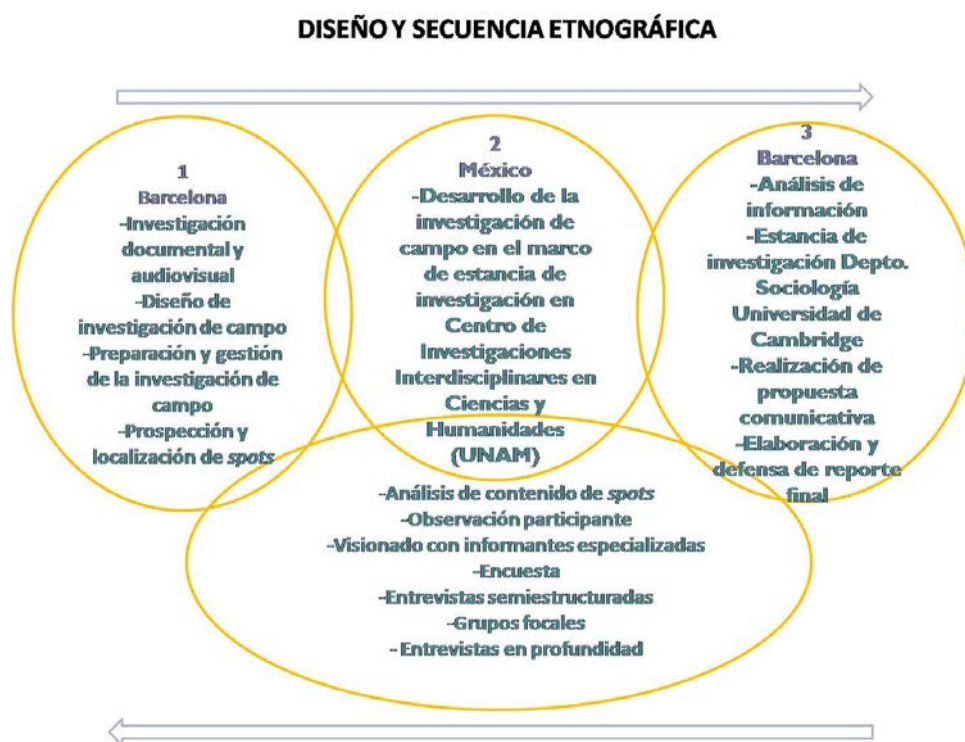 DISEÑO Y SECUENCIA ETNOGRÁFICA
1
Barcelona
-Investigación
documental y
audiovisual
-Diseño de
investigación de campo
-Preparación y gestión
de la investigación de
campo
-Prospección y
localización de spots
2
México
-Desarrollo de la
investigación de
campo en el marco
de estancia de
investigación en
Centro de
Investigaciones
Interdisciplinares en
Ciencias y
Humanidades
(UNAM)
3
Barcelona
-Análisis de
información
-Estancia de
investigación Depto.
Sociología
Universidad de
Cambridge
-Realización de
propuesta
comunicativa
-Elaboración y
defensa de reporte
final
-Análisis de contenido de spots
-Observación participante
-Visionado con informantes especializadas
-Encuesta
-Entrevistas semiestructuradas
-Grupos focales
- Entrevistas en profundidad